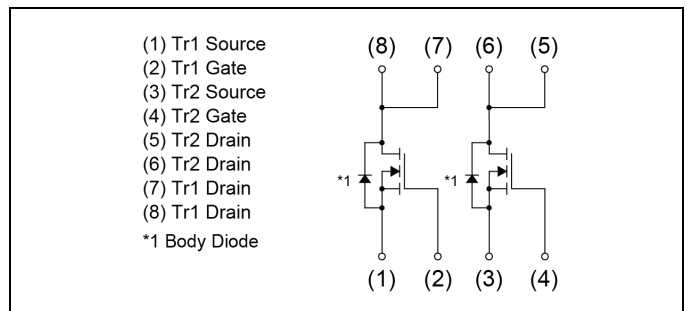 (1) Tr1 Source
(2) Tr1 Gate
(3) Tr2 Source
(4) Tr2 Gate
(5) Tr2 Drain
(6) Tr2 Drain
(7) Tr1 Drain
(8) Tr1 Drain
*1 Body Diode
(8) (7) (6) (5)
*1 *1
(1) (2) (3) (4)